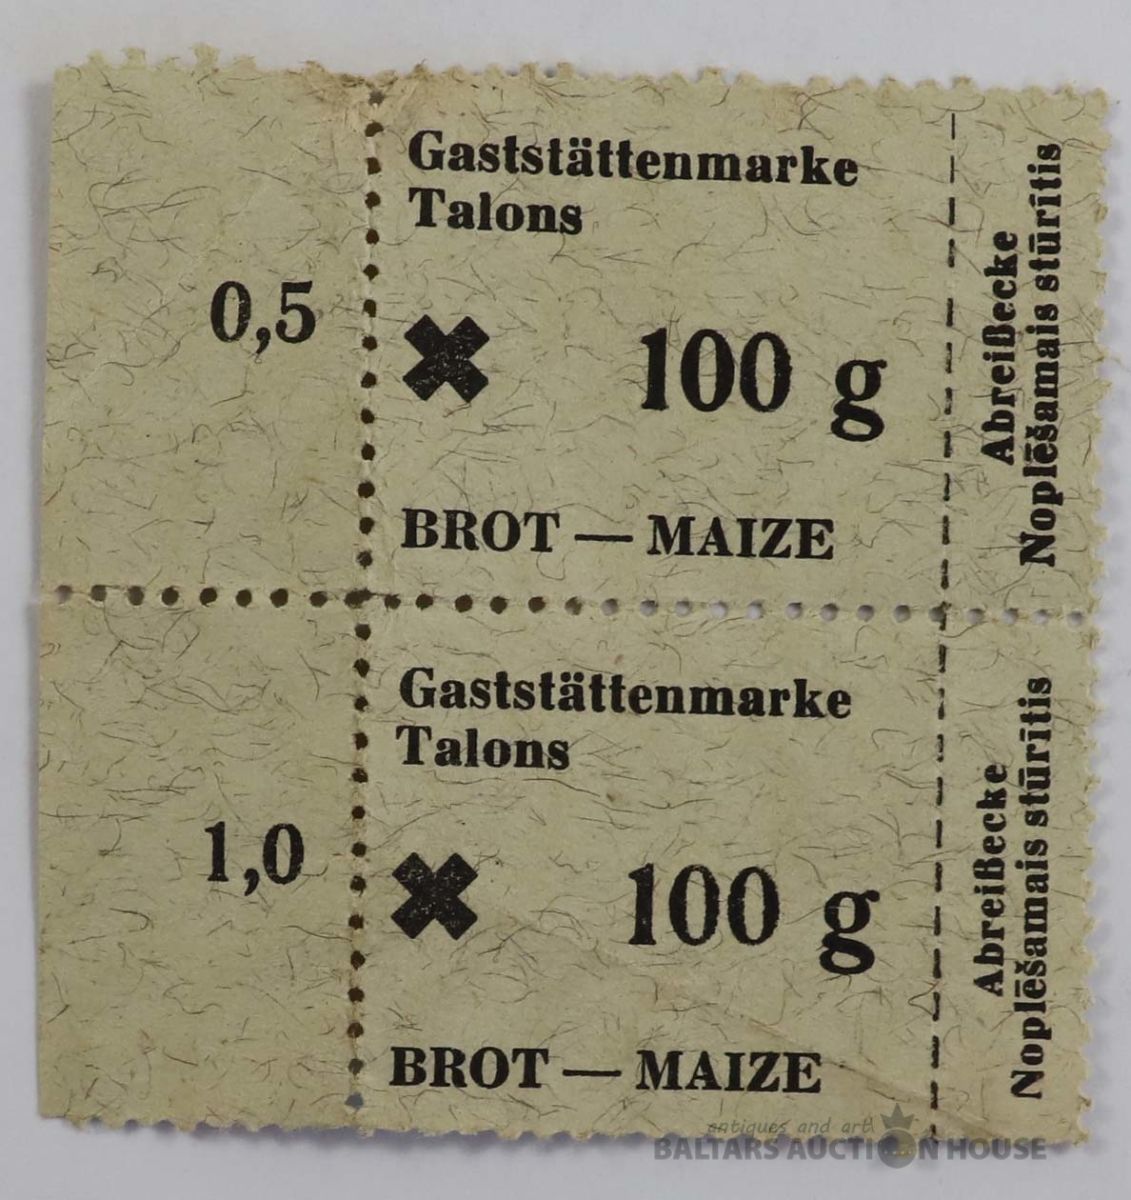 Gaststättenmarke
Talons
0,5
100 g
BROT — MAIZE
Abreißecke
Noplēšamais stūrītis
Gaststättenmarke
Talons
1,0
100 g
BROT — MAIZE
Abreißecke
Noplēšamais stūrītis
antiques and art
BALTARS AUCTION HOUSE